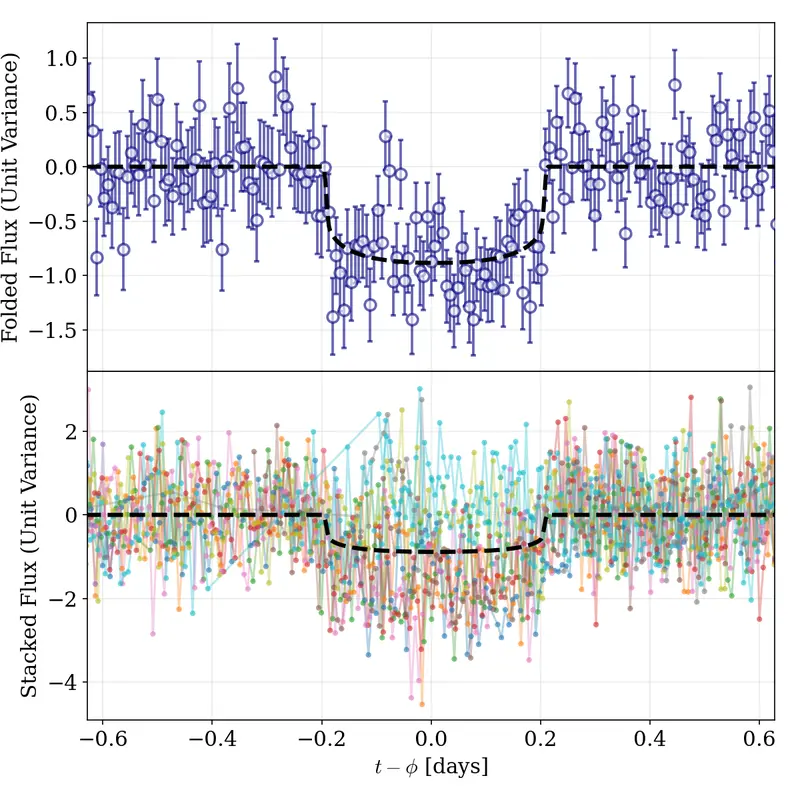 Folded Flux (Unit Variance)
1.0
0.5
0.0
−0.5
−1.0
−1.5
Stacked Flux (Unit Variance)
2
0
−2
−4
−0.6 −0.4 −0.2 0.0 0.2 0.4 0.6
t − ϕ [days]